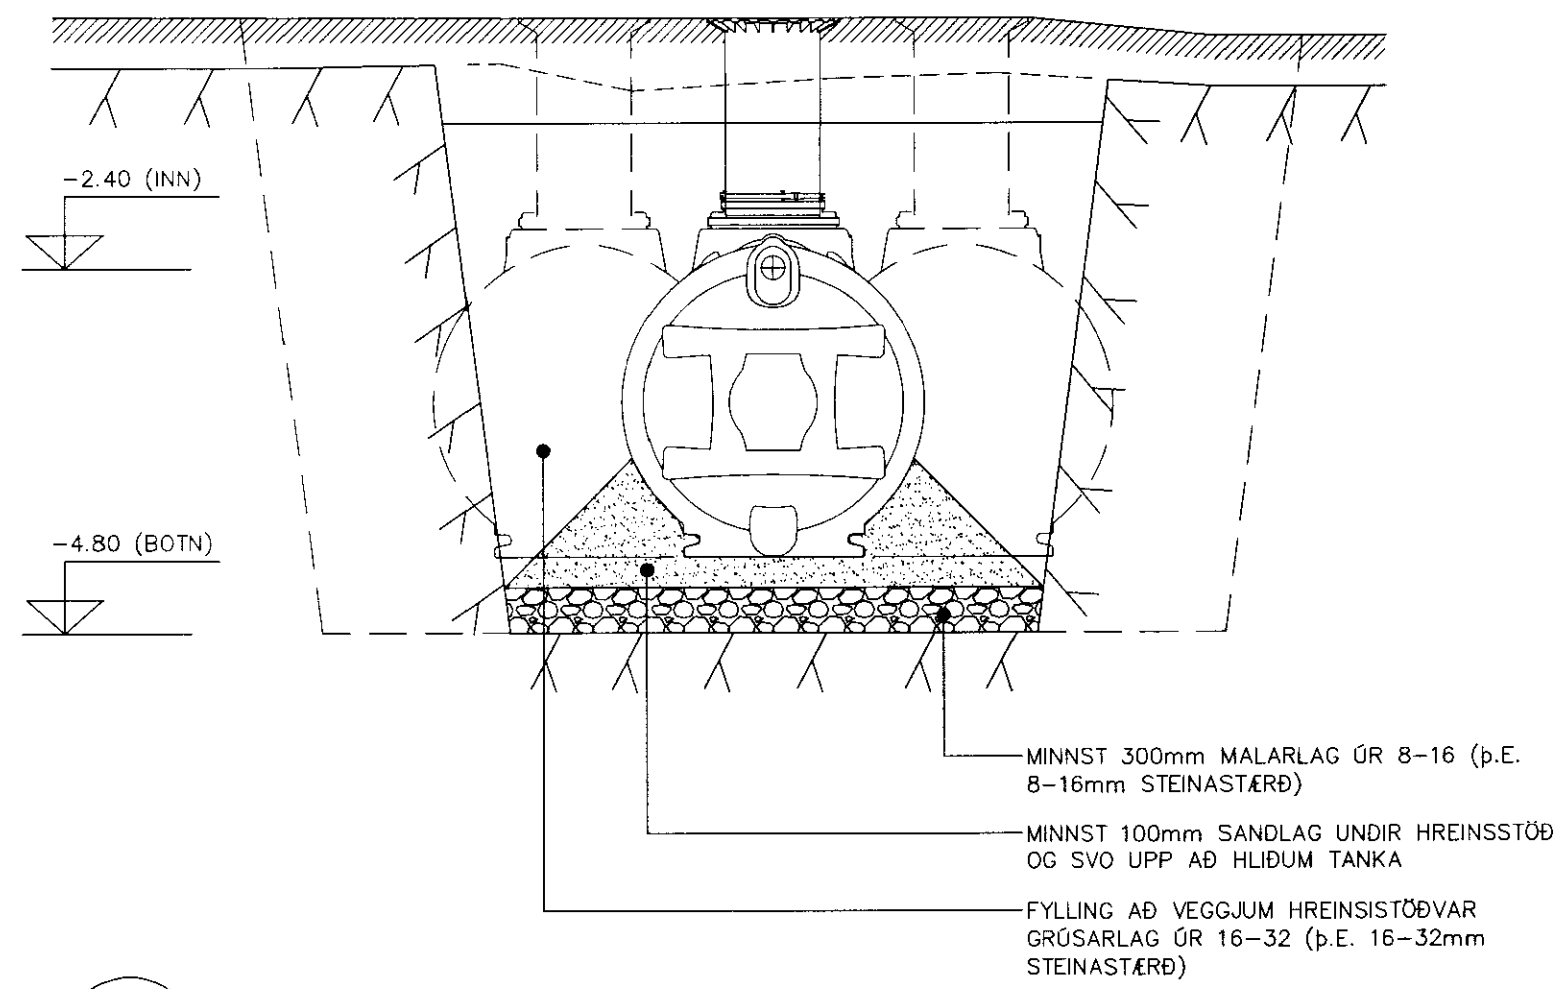 -2.40 (INN)
-4.80 (BOTN)
MINNST 300mm MALARLAG ÚR 8-16 (Þ.E.
8-16mm STEINASTÆRÐ)
MINNST 100mm SANDLAG UNDIR HREINSSTÖÐ
OG SVO UPP AÐ HLIÐUM TANKA
FYLLING AÐ VEGGJUM HREINSISTÖÐVAR
GRÚSARLAG ÚR 16-32 (Þ.E. 16-32mm
STEINASTÆRÐ)